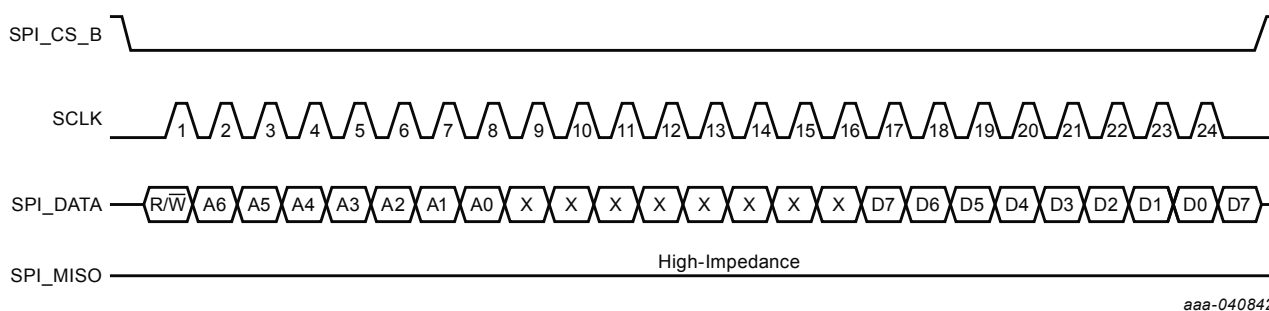 SPI_CS_B
SCLK
1 2 3 4 5 6 7 8 9 10 11 12 13 14 15 16 17 18 19 20 21 22 23 24
SPI_DATA R/W̅ A6 A5 A4 A3 A2 A1 A0 X X X X X X X X D7 D6 D5 D4 D3 D2 D1 D0 D7
High-Impedance
SPI_MISO
aaa-040842